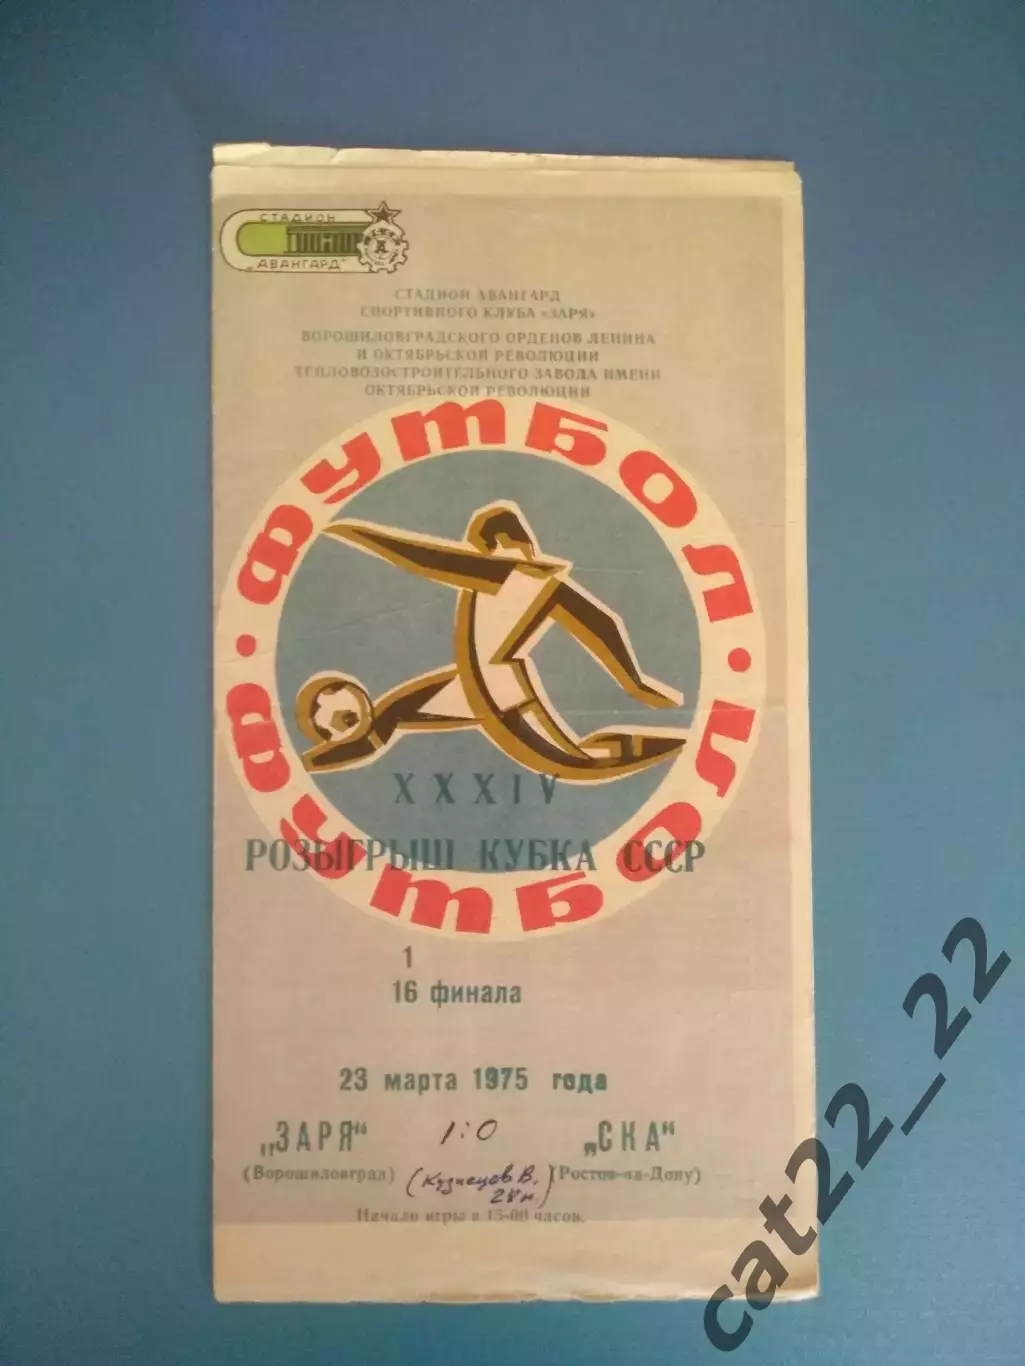 СТАДИОН
„АВАНГАРД"
СТАДИОН АВАНГАРД
СПОРТИВНОГО КЛУБА «ЗАРЯ»
ВОРОШИЛОВГРАДСКОГО ОРДЕНОВ ЛЕНИНА
И ОКТЯБРЬСКОЙ РЕВОЛЮЦИИ
ТЕПЛОВОЗОСТРОИТЕЛЬНОГО ЗАВОДА ИМЕНИ
ОКТЯБРЬСКОЙ РЕВОЛЮЦИИ
ФУТБОЛ · ФУТБОЛ ·
XXXIV
РОЗЫГРЫШ КУБКА СССР
1
16 финала
23 марта 1975 года
„ЗАРЯ" 1:0 „СКА"
(Ворошиловград) (Кузнецов В. (Ростов-на-Дону)
28 м.)
Начало игры в 15-00 часов.
cat22_22